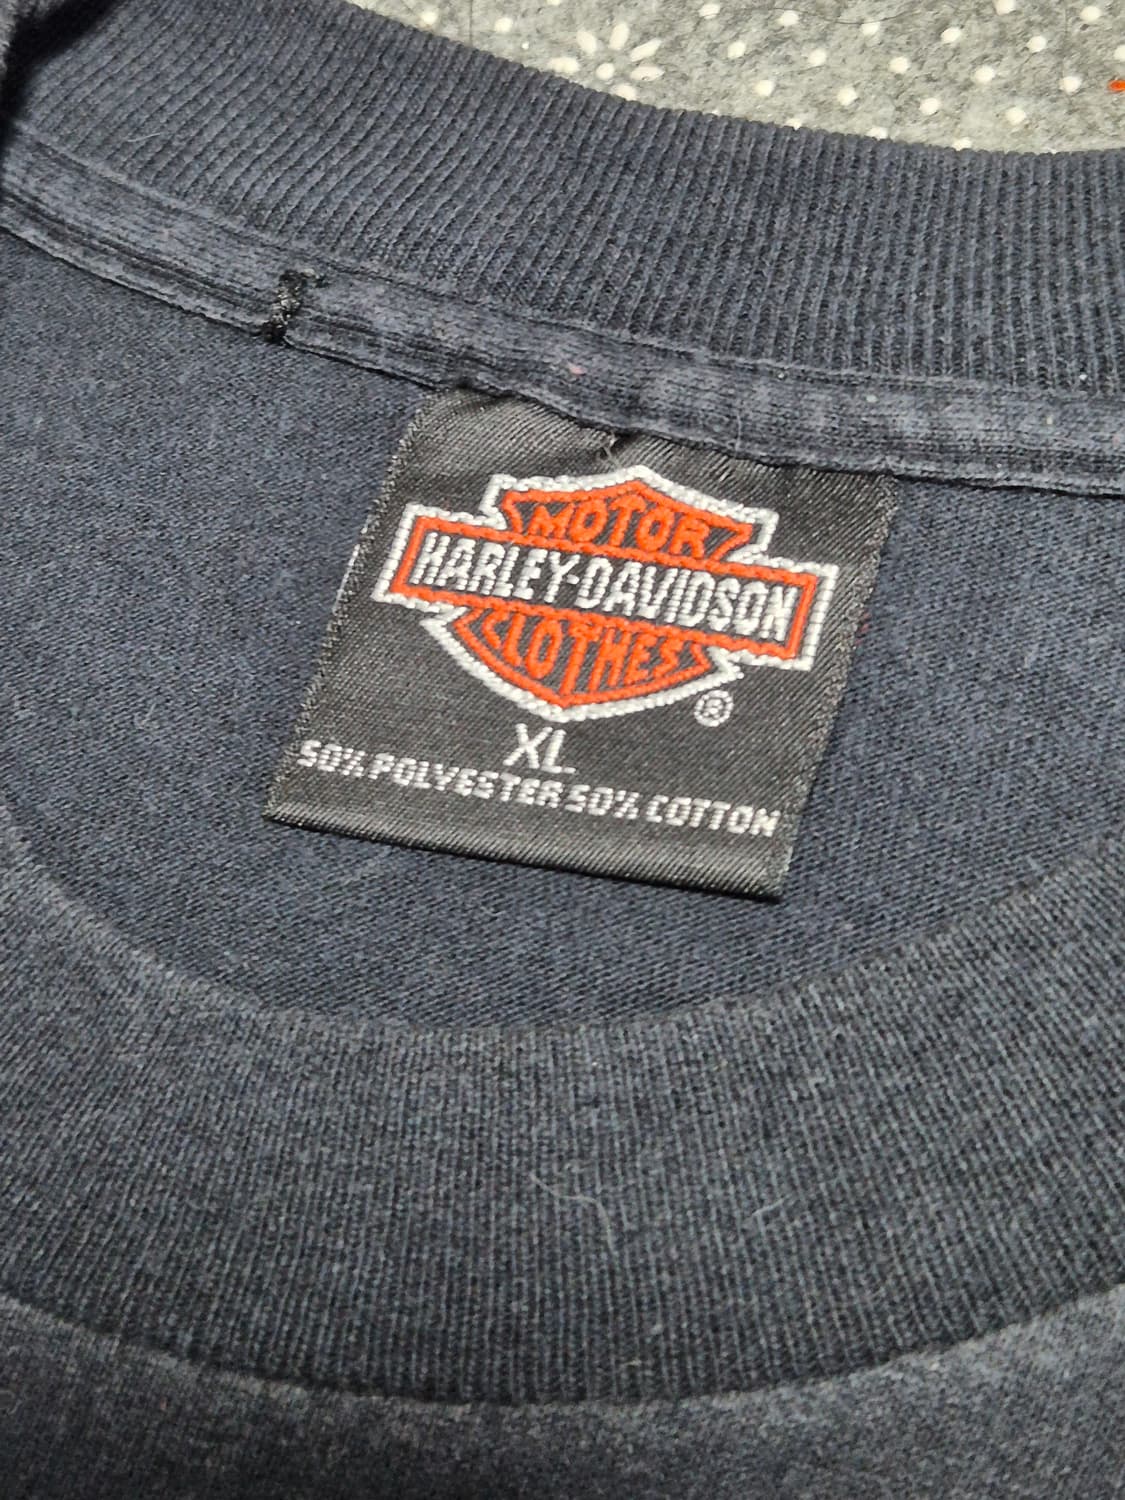 MOTOR
HARLEY-DAVIDSON
CLOTHES
®
XL
50% POLYESTER 50% COTTON